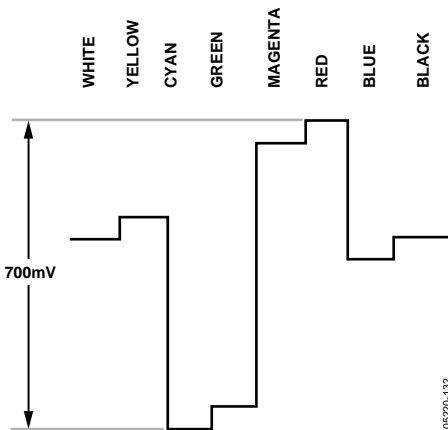 WHITE
YELLOW
CYAN
GREEN
MAGENTA
RED
BLUE
BLACK
700mV
05220-132